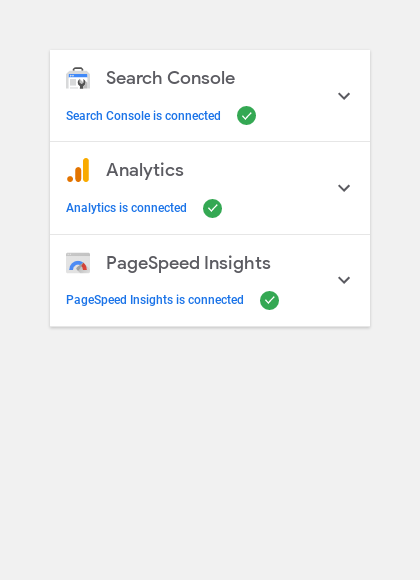 Search Console
Search Console is connected
Analytics
Analytics is connected
PageSpeed Insights
PageSpeed Insights is connected